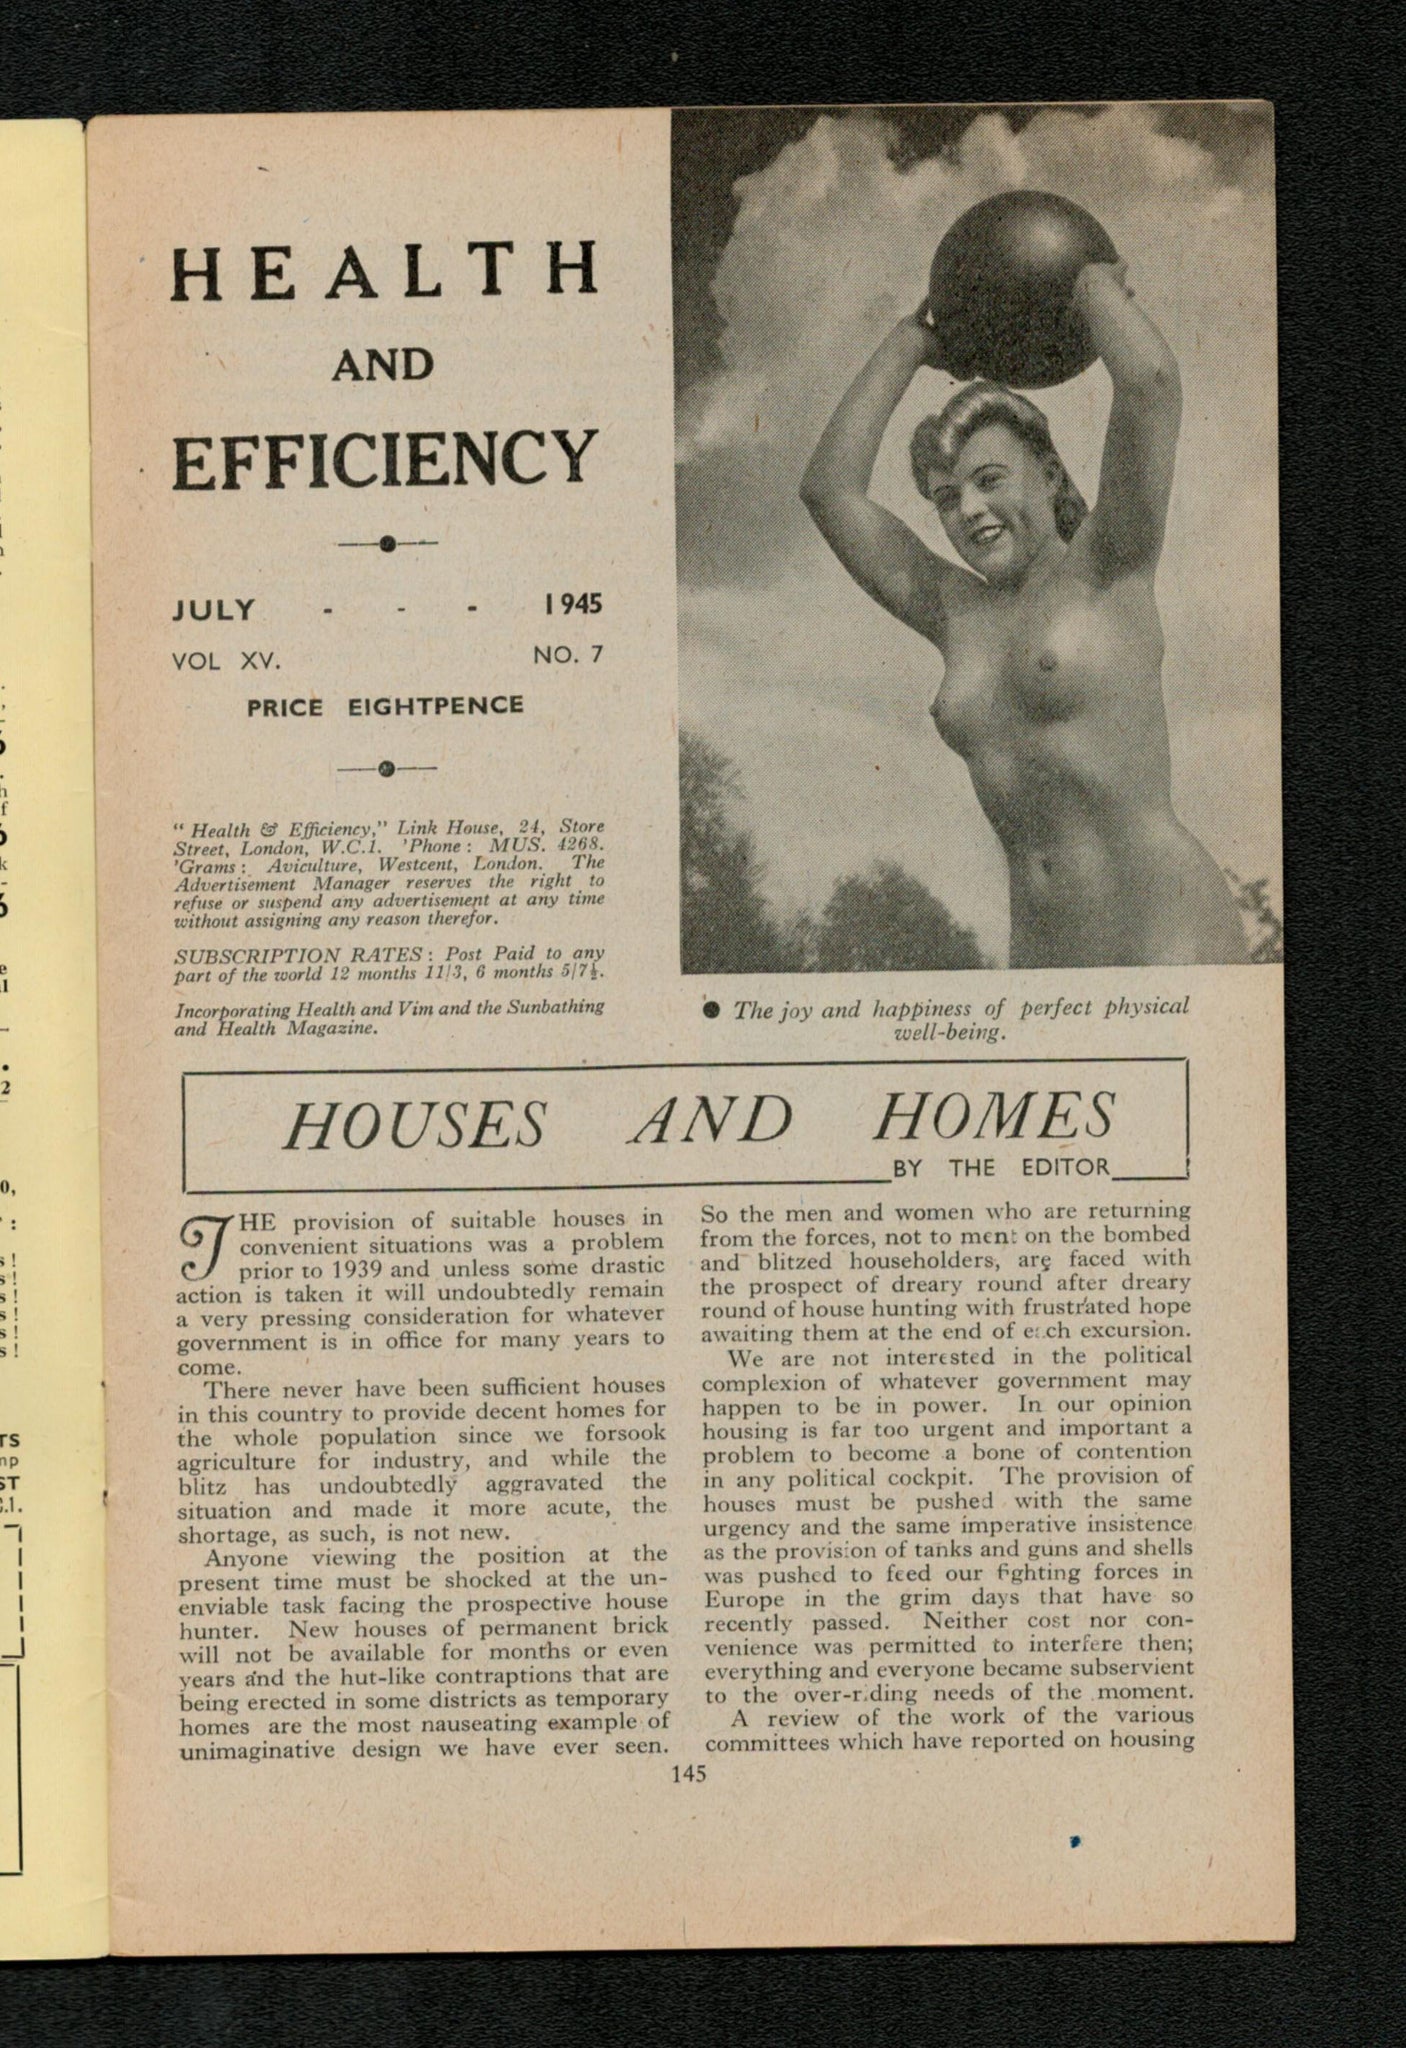 HEALTH
AND
EFFICIENCY
JULY - - - 1945
VOL XV. NO. 7
PRICE EIGHTPENCE
" Health & Efficiency," Link House, 24, Store
Street, London, W.C.1. 'Phone : MUS. 4268.
'Grams : Aviculture, Westcent, London. The
Advertisement Manager reserves the right to
refuse or suspend any advertisement at any time
without assigning any reason therefor.
SUBSCRIPTION RATES : Post Paid to any
part of the world 12 months 11/3, 6 months 5/7½.
Incorporating Health and Vim and the Sunbathing
and Health Magazine.
● The joy and happiness of perfect physical
well-being.
HOUSES AND HOMES
BY THE EDITOR
THE provision of suitable houses in
convenient situations was a problem
prior to 1939 and unless some drastic
action is taken it will undoubtedly remain
a very pressing consideration for whatever
government is in office for many years to
come.
There never have been sufficient houses
in this country to provide decent homes for
the whole population since we forsook
agriculture for industry, and while the
blitz has undoubtedly aggravated the
situation and made it more acute, the
shortage, as such, is not new.
Anyone viewing the position at the
present time must be shocked at the un-
enviable task facing the prospective house
hunter. New houses of permanent brick
will not be available for months or even
years and the hut-like contraptions that are
being erected in some districts as temporary
homes are the most nauseating example of
unimaginative design we have ever seen.
So the men and women who are returning
from the forces, not to mention the bombed
and blitzed householders, are faced with
the prospect of dreary round after dreary
round of house hunting with frustrated hope
awaiting them at the end of each excursion.
We are not interested in the political
complexion of whatever government may
happen to be in power. In our opinion
housing is far too urgent and important a
problem to become a bone of contention
in any political cockpit. The provision of
houses must be pushed with the same
urgency and the same imperative insistence
as the provision of tanks and guns and shells
was pushed to feed our fighting forces in
Europe in the grim days that have so
recently passed. Neither cost nor con-
venience was permitted to interfere then;
everything and everyone became subservient
to the over-riding needs of the moment.
A review of the work of the various
committees which have reported on housing
145